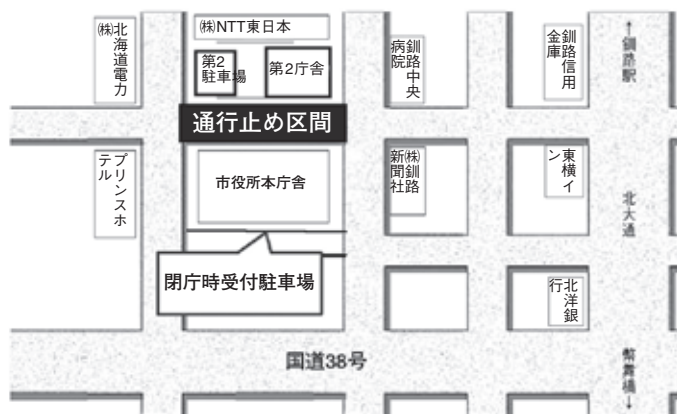 ㈱NTT東日本
㈱北海道電力
第2
駐車場
第2庁舎
釧路中央
病院
釧路信用
金庫
↑釧路駅
通行止め区間
プリンスホ
テル
市役所本庁舎
㈱釧路
新聞社
東横イ
ン
北大通
閉庁時受付駐車場
北洋銀
行
国道38号
幣舞橋↓